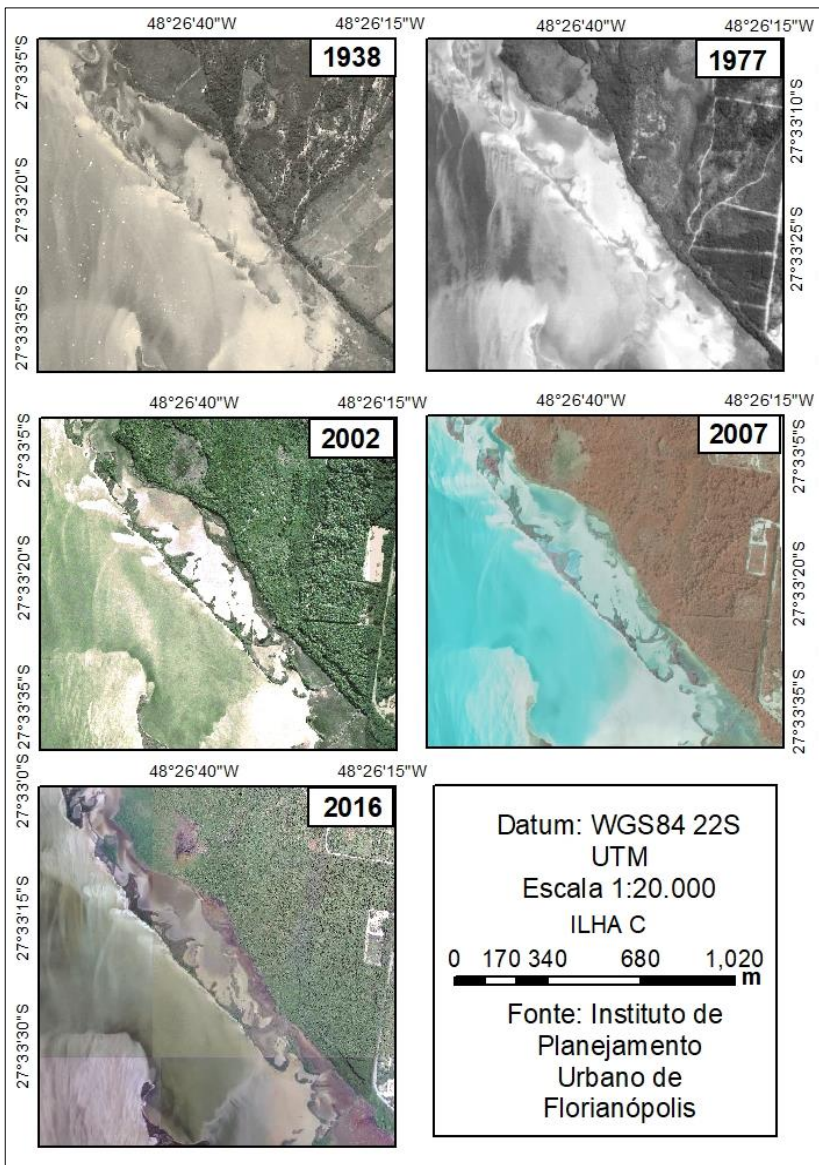 48°26'40"W 48°26'15"W
48°26'40"W 48°26'15"W
1938
1977
27°33'5"S
27°33'20"S
27°33'35"S
27°33'10"S
27°33'25"S
48°26'40"W 48°26'15"W
48°26'40"W 48°26'15"W
2002
2007
27°33'5"S
27°33'20"S
27°33'35"S
27°33'5"S
27°33'20"S
27°33'35"S
48°26'40"W 48°26'15"W
2016
27°33'0"S
27°33'15"S
27°33'30"S
Datum: WGS84 22S
UTM
Escala 1:20.000
ILHA C
0 170 340 680 1,020
m
Fonte: Instituto de
Planejamento
Urbano de
Florianópolis